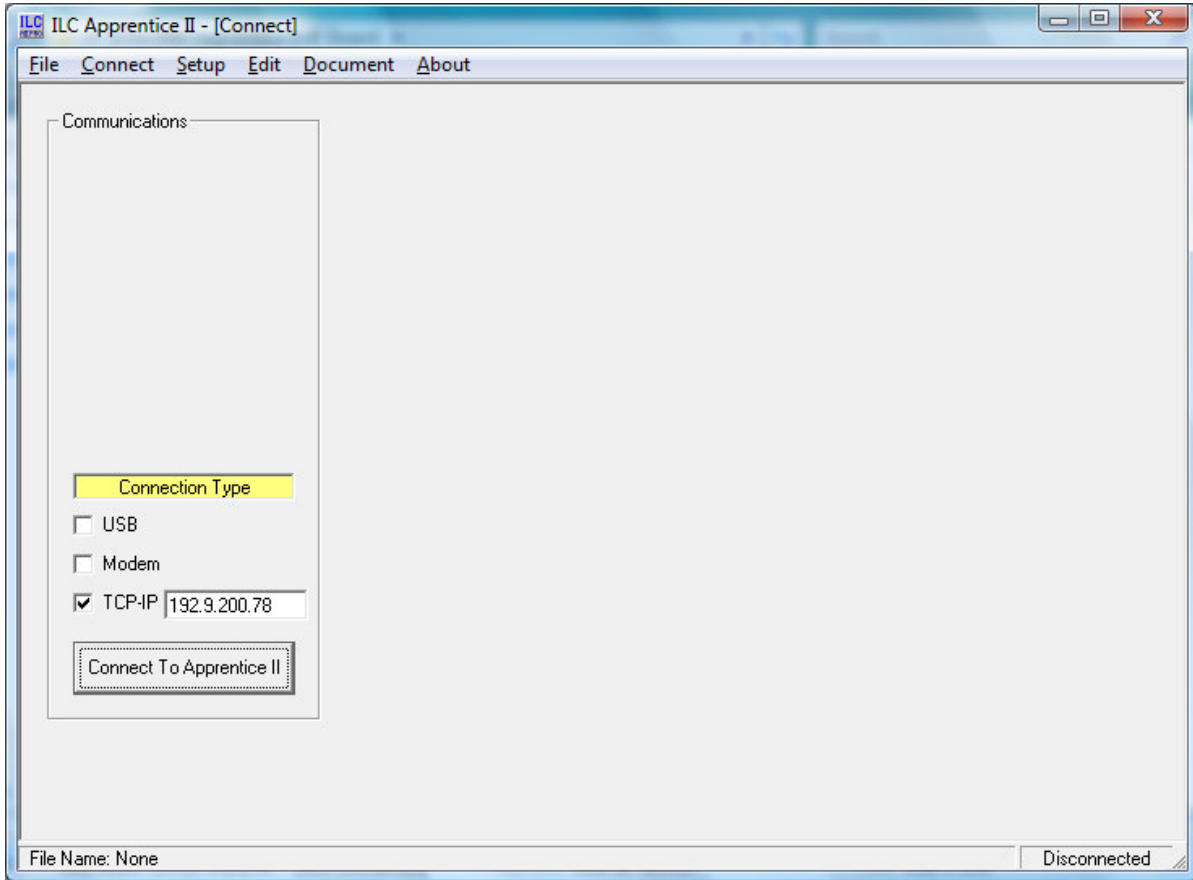 ILC Apprentice II - [Connect]
File Connect Setup Edit Document About
Communications
Connection Type
USB
Modem
TCP-IP 192.9.200.78
Connect To Apprentice II
File Name: None Disconnected